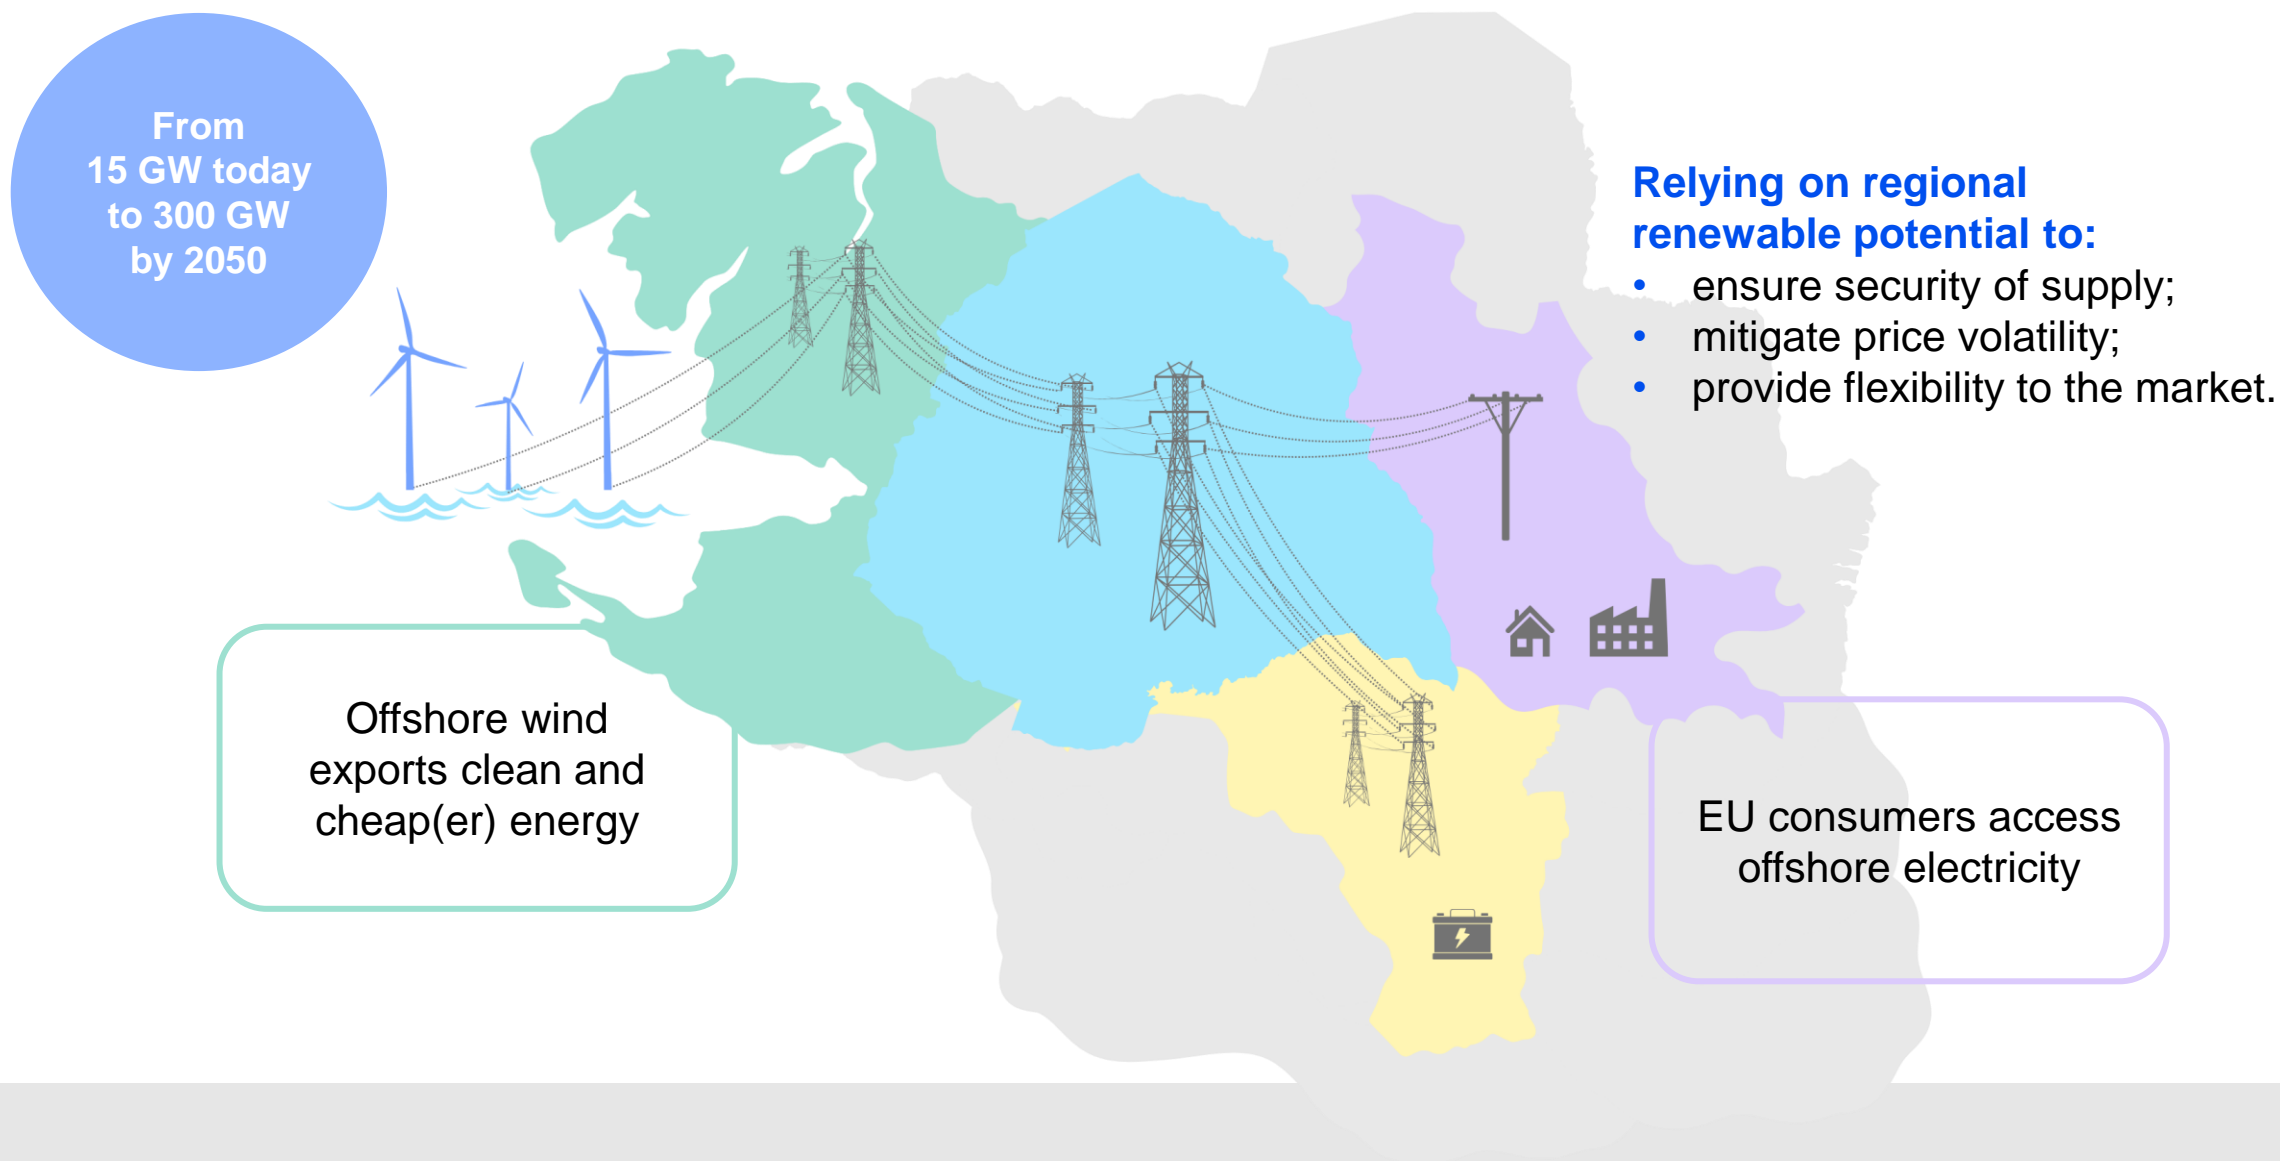 From
15 GW today
to 300 GW
by 2050
Relying on regional
renewable potential to:
• ensure security of supply;
• mitigate price volatility;
• provide flexibility to the market.
Offshore wind
exports clean and
cheap(er) energy
EU consumers access
offshore electricity